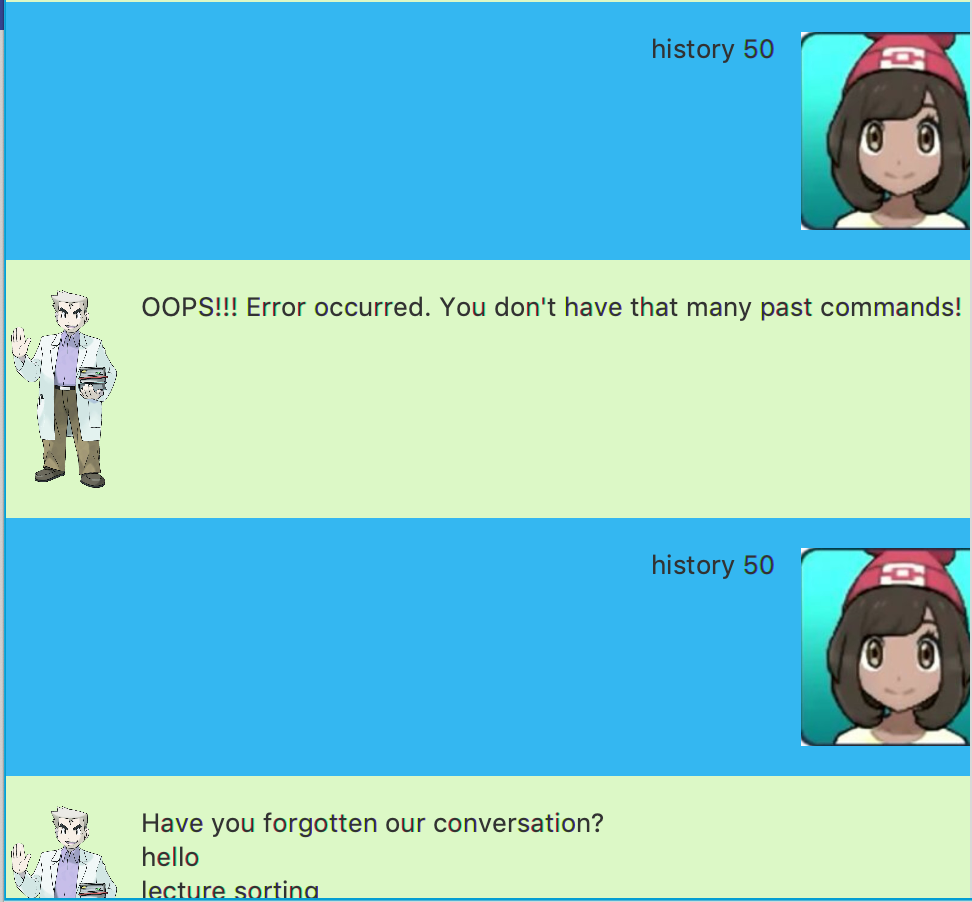 history 50
OOPS!!! Error occurred. You don't have that many past commands!
history 50
Have you forgotten our conversation?
hello
lecture sorting